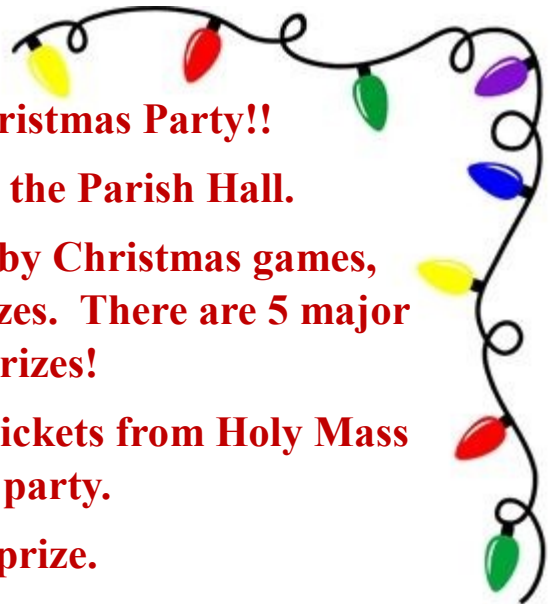 ristmas Party!!
the Parish Hall.
by Christmas games,
zes. There are 5 major
rizes!
ickets from Holy Mass
party.
prize.